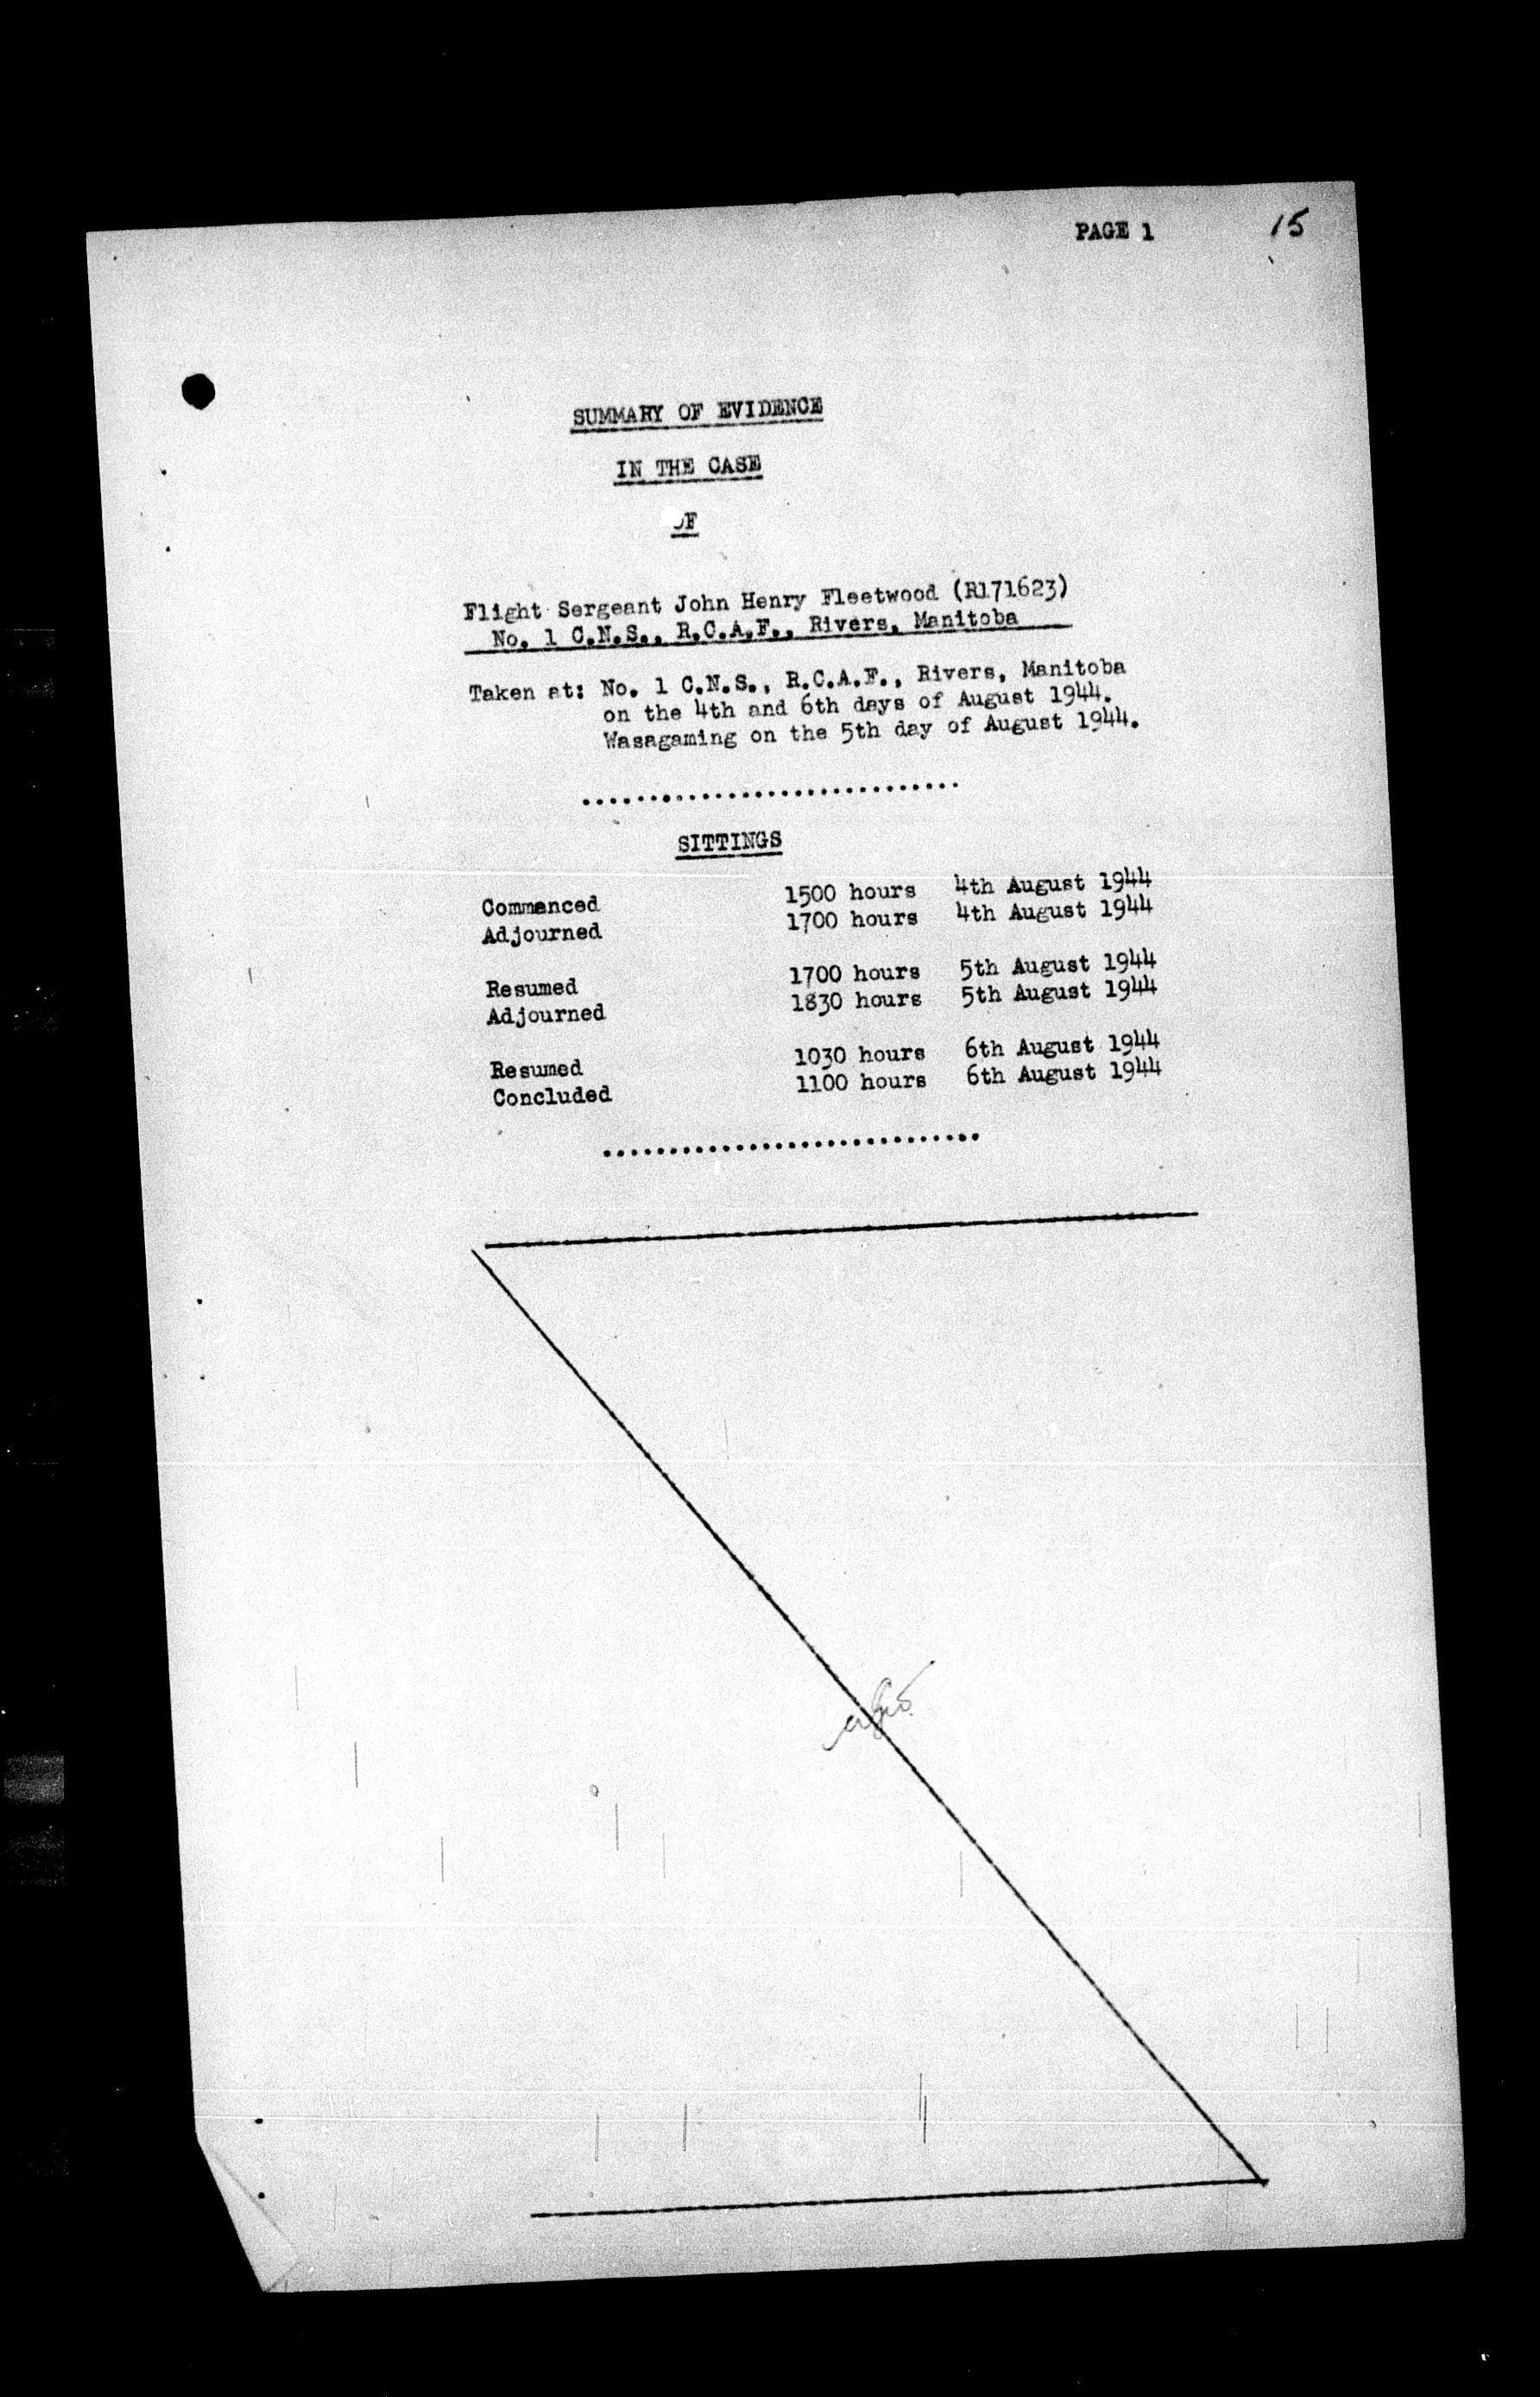 PAGE 1 15
SUMMARY OF EVIDENCE
IN THE CASE
OF
Flight Sergeant John Henry Fleetwood (R171623)
No. 1 C.N.S., R.C.A.F., Rivers, Manitoba
Taken at: No. 1 C.N.S., R.C.A.F., Rivers, Manitoba
on the 4th and 6th days of August 1944.
Wasagaming on the 5th day of August 1944.
..............................
SITTINGS
Commenced 1500 hours 4th August 1944
Adjourned 1700 hours 4th August 1944
Resumed 1700 hours 5th August 1944
Adjourned 1830 hours 5th August 1944
Resumed 1030 hours 6th August 1944
Concluded 1100 hours 6th August 1944
..............................